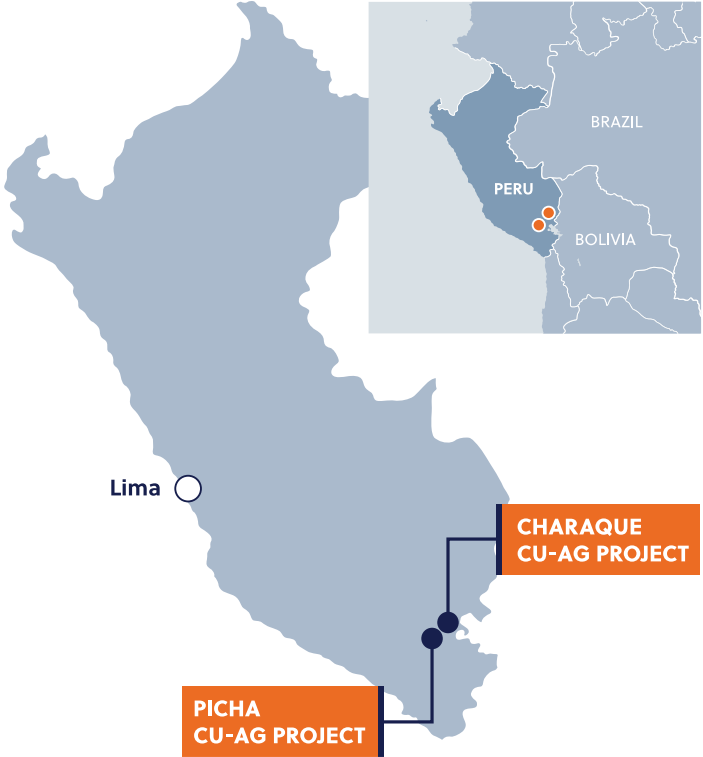 BRAZIL
PERU
BOLIVIA
Lima
CHARAQUE
CU-AG PROJECT
PICHA
CU-AG PROJECT